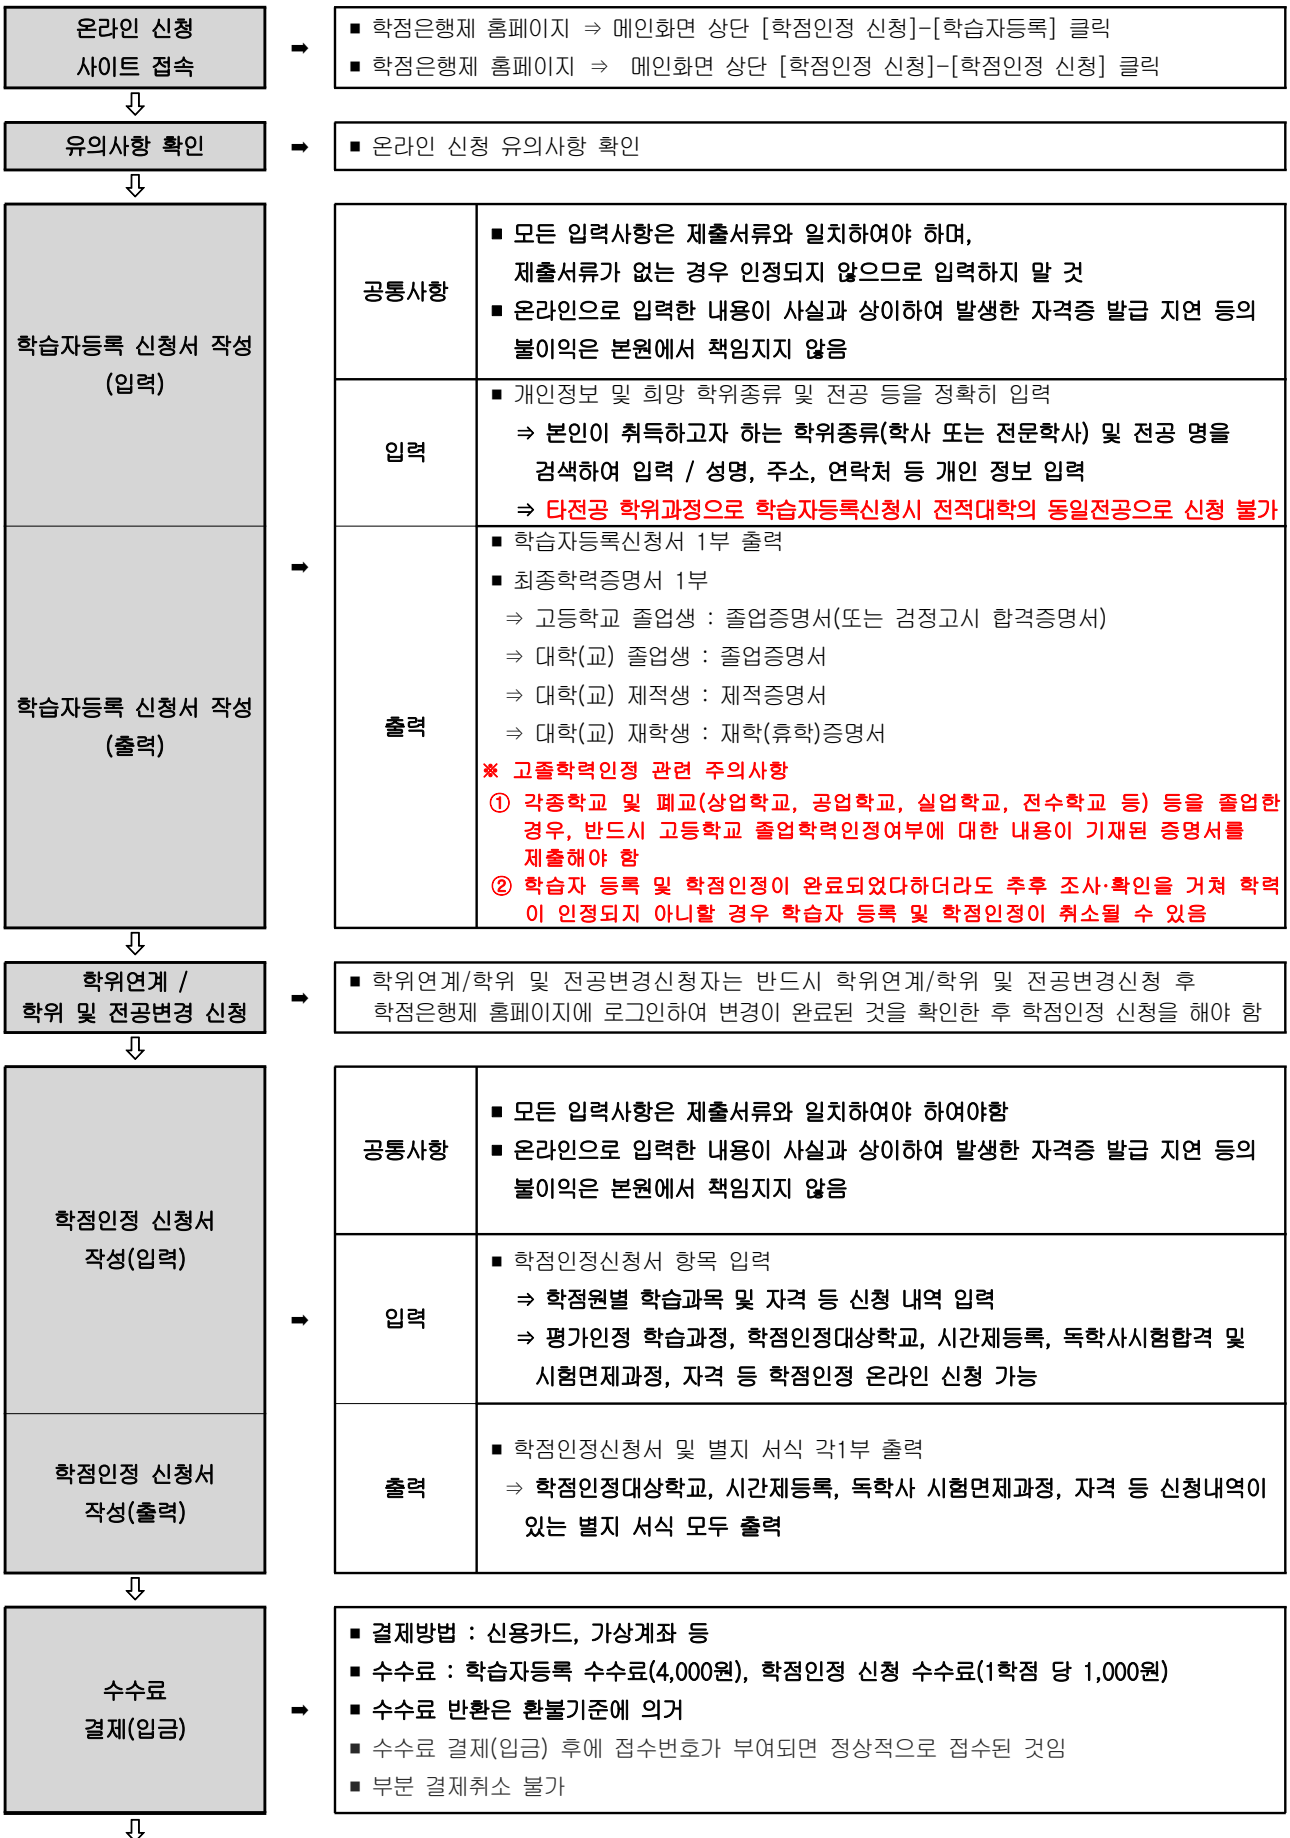 온라인 신청
사이트 접속
➡
■ 학점은행제 홈페이지 ⇒ 메인화면 상단 [학점인정 신청]-[학습자등록] 클릭
■ 학점은행제 홈페이지 ⇒ 메인화면 상단 [학점인정 신청]-[학점인정 신청] 클릭
⇩
유의사항 확인
➡
■ 온라인 신청 유의사항 확인
⇩
학습자등록 신청서 작성
(입력)
공통사항
■ 모든 입력사항은 제출서류와 일치하여야 하며,
제출서류가 없는 경우 인정되지 않으므로 입력하지 말 것
■ 온라인으로 입력한 내용이 사실과 상이하여 발생한 자격증 발급 지연 등의
불이익은 본원에서 책임지지 않음
입력
■ 개인정보 및 희망 학위종류 및 전공 등을 정확히 입력
⇒ 본인이 취득하고자 하는 학위종류(학사 또는 전문학사) 및 전공 명을
검색하여 입력 / 성명, 주소, 연락처 등 개인 정보 입력
⇒ 타전공 학위과정으로 학습자등록신청시 전적대학의 동일전공으로 신청 불가
➡
학습자등록 신청서 작성
(출력)
출력
■ 학습자등록신청서 1부 출력
■ 최종학력증명서 1부
⇒ 고등학교 졸업생 : 졸업증명서(또는 검정고시 합격증명서)
⇒ 대학(교) 졸업생 : 졸업증명서
⇒ 대학(교) 제적생 : 제적증명서
⇒ 대학(교) 재학생 : 재학(휴학)증명서
※ 고졸학력인정 관련 주의사항
① 각종학교 및 폐교(상업학교, 공업학교, 실업학교, 전수학교 등) 등을 졸업한
경우, 반드시 고등학교 졸업학력인정여부에 대한 내용이 기재된 증명서를
제출해야 함
② 학습자 등록 및 학점인정이 완료되었다하더라도 추후 조사·확인을 거쳐 학력
이 인정되지 아니할 경우 학습자 등록 및 학점인정이 취소될 수 있음
⇩
학위연계 /
학위 및 전공변경 신청
➡
■ 학위연계/학위 및 전공변경신청자는 반드시 학위연계/학위 및 전공변경신청 후
학점은행제 홈페이지에 로그인하여 변경이 완료된 것을 확인한 후 학점인정 신청을 해야 함
⇩
학점인정 신청서
작성(입력)
공통사항
■ 모든 입력사항은 제출서류와 일치하여야 하여야함
■ 온라인으로 입력한 내용이 사실과 상이하여 발생한 자격증 발급 지연 등의
불이익은 본원에서 책임지지 않음
➡
입력
■ 학점인정신청서 항목 입력
⇒ 학점원별 학습과목 및 자격 등 신청 내역 입력
⇒ 평가인정 학습과정, 학점인정대상학교, 시간제등록, 독학사시험합격 및
시험면제과정, 자격 등 학점인정 온라인 신청 가능
학점인정 신청서
작성(출력)
출력
■ 학점인정신청서 및 별지 서식 각1부 출력
⇒ 학점인정대상학교, 시간제등록, 독학사 시험면제과정, 자격 등 신청내역이
있는 별지 서식 모두 출력
⇩
수수료
결제(입금)
➡
■ 결제방법 : 신용카드, 가상계좌 등
■ 수수료 : 학습자등록 수수료(4,000원), 학점인정 신청 수수료(1학점 당 1,000원)
■ 수수료 반환은 환불기준에 의거
■ 수수료 결제(입금) 후에 접수번호가 부여되면 정상적으로 접수된 것임
■ 부분 결제취소 불가
⇩